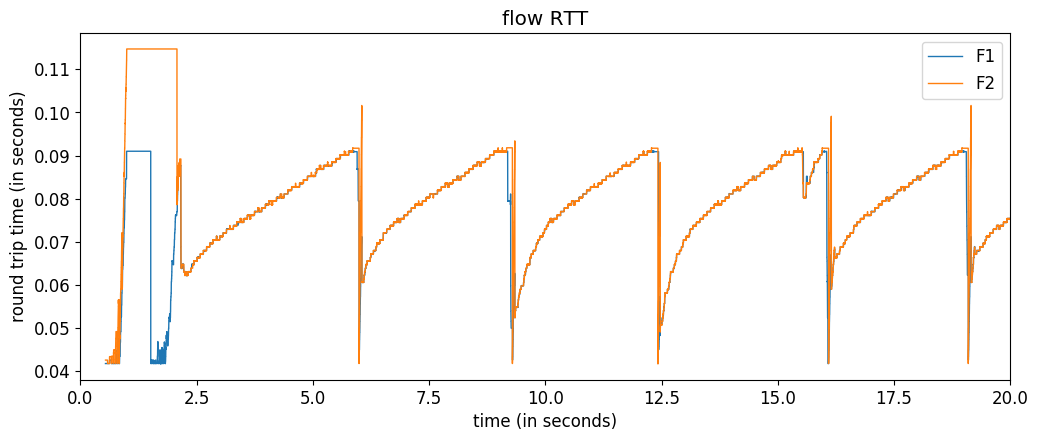 flow RTT
round trip time (in seconds)
0.11
0.10
0.09
0.08
0.07
0.06
0.05
0.04
F1
F2
0.0 2.5 5.0 7.5 10.0 12.5 15.0 17.5 20.0
time (in seconds)